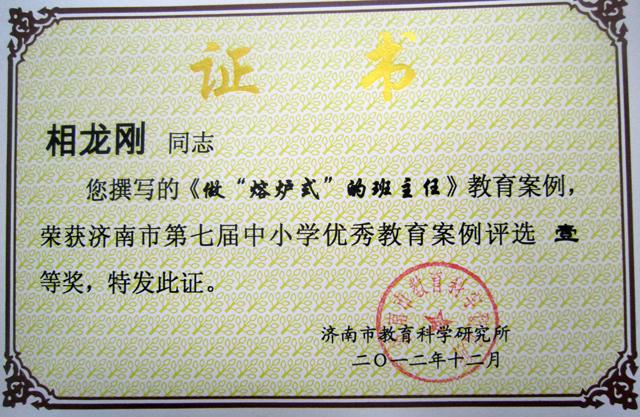 证 书
相龙刚 同志
您撰写的《做“熔炉式”的班主任》教育案例，
荣获济南市第七届中小学优秀教育案例评选 壹
等奖，特发此证。
济南市教育科学研究所
二〇一二年十二月